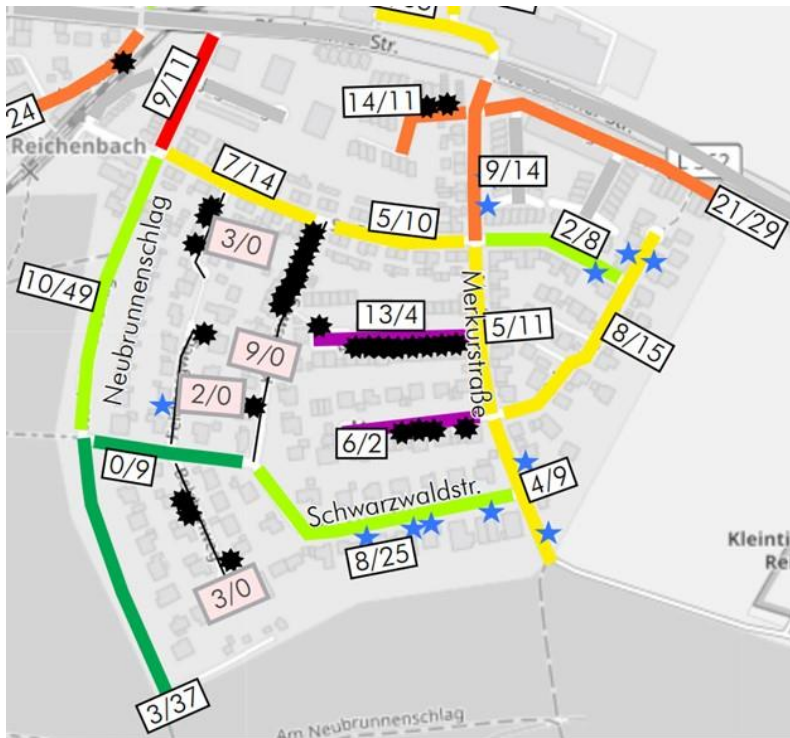 Str.
9/11
24
14/11
Reichenbach
7/14
9/14
L 562
21/29
3/0
5/10
2/8
10/49
Neubrunnenschlag
13/4
Merkurstraße
5/11
8/15
9/0
2/0
6/2
0/9
4/9
Schwarzwaldstr.
8/25
Kleinti
Re
3/0
3/37
Am Neubrunnenschlag